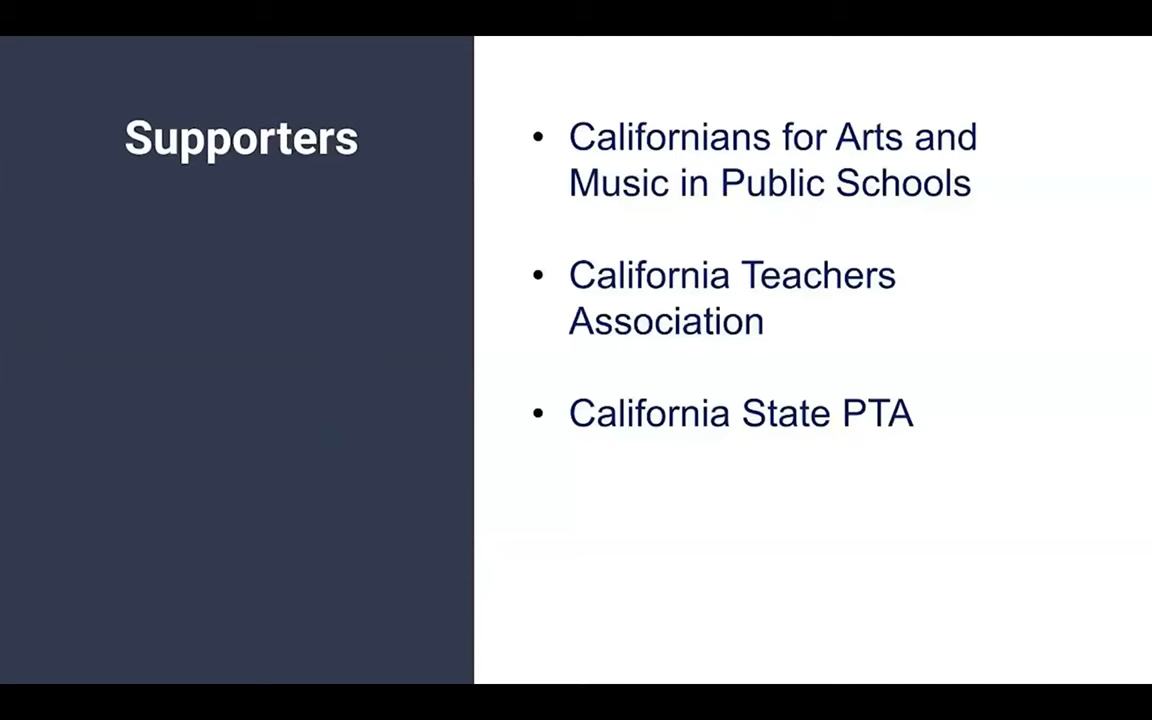 Supporters
• Californians for Arts and
Music in Public Schools
• California Teachers
Association
• California State PTA